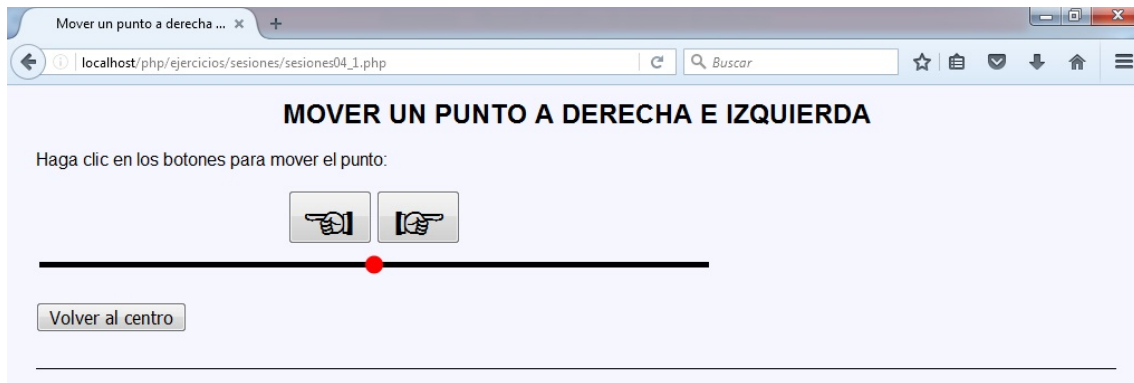 Mover un punto a derecha ...
localhost/php/ejercicios/sesiones/sesiones04_1.php
Buscar
MOVER UN PUNTO A DERECHA E IZQUIERDA
Haga clic en los botones para mover el punto:
Volver al centro